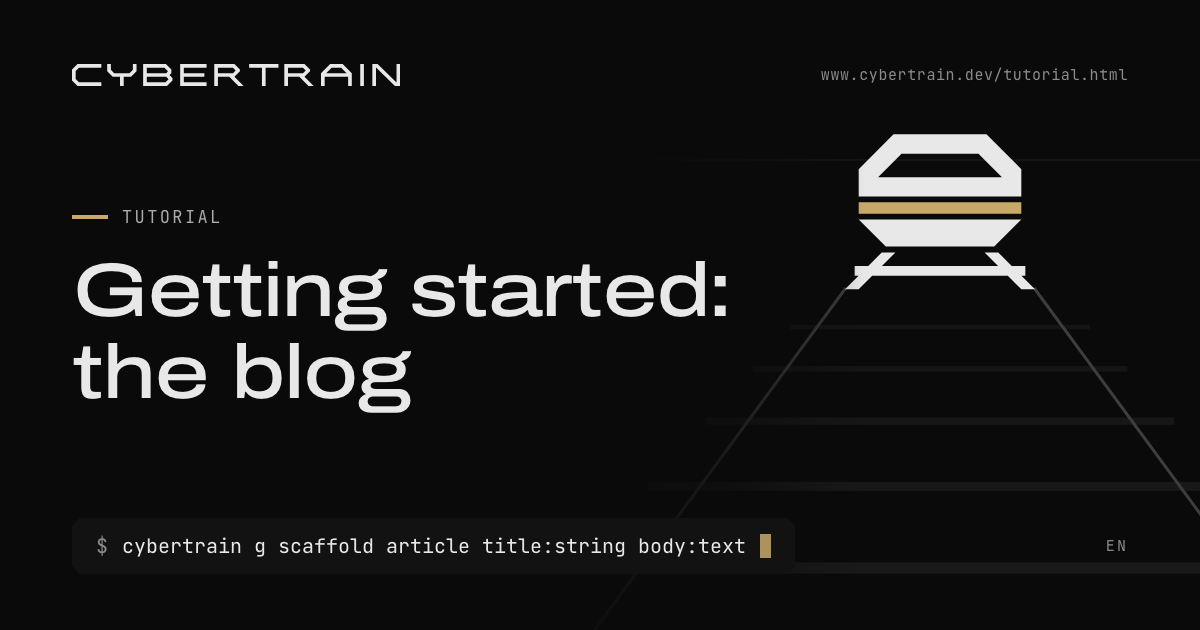 CYBERTRAIN
www.cybertrain.dev/tutorial.html
TUTORIAL
Getting started:
the blog
$ cybertrain g scaffold article title:string body:text
EN